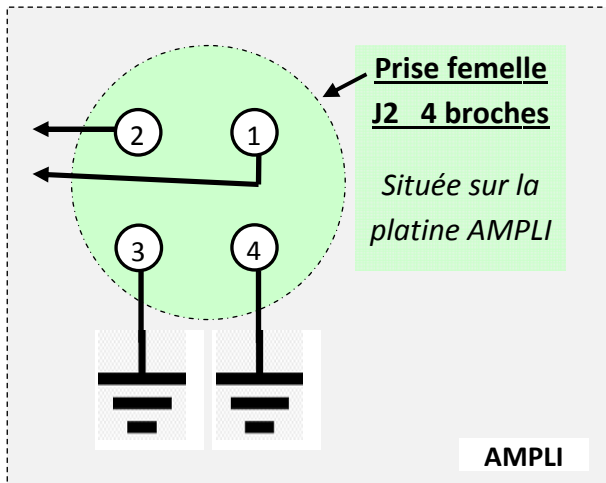 Prise femelle
J2 4 broches
Située sur la
platine AMPLI
2 1
3 4
AMPLI